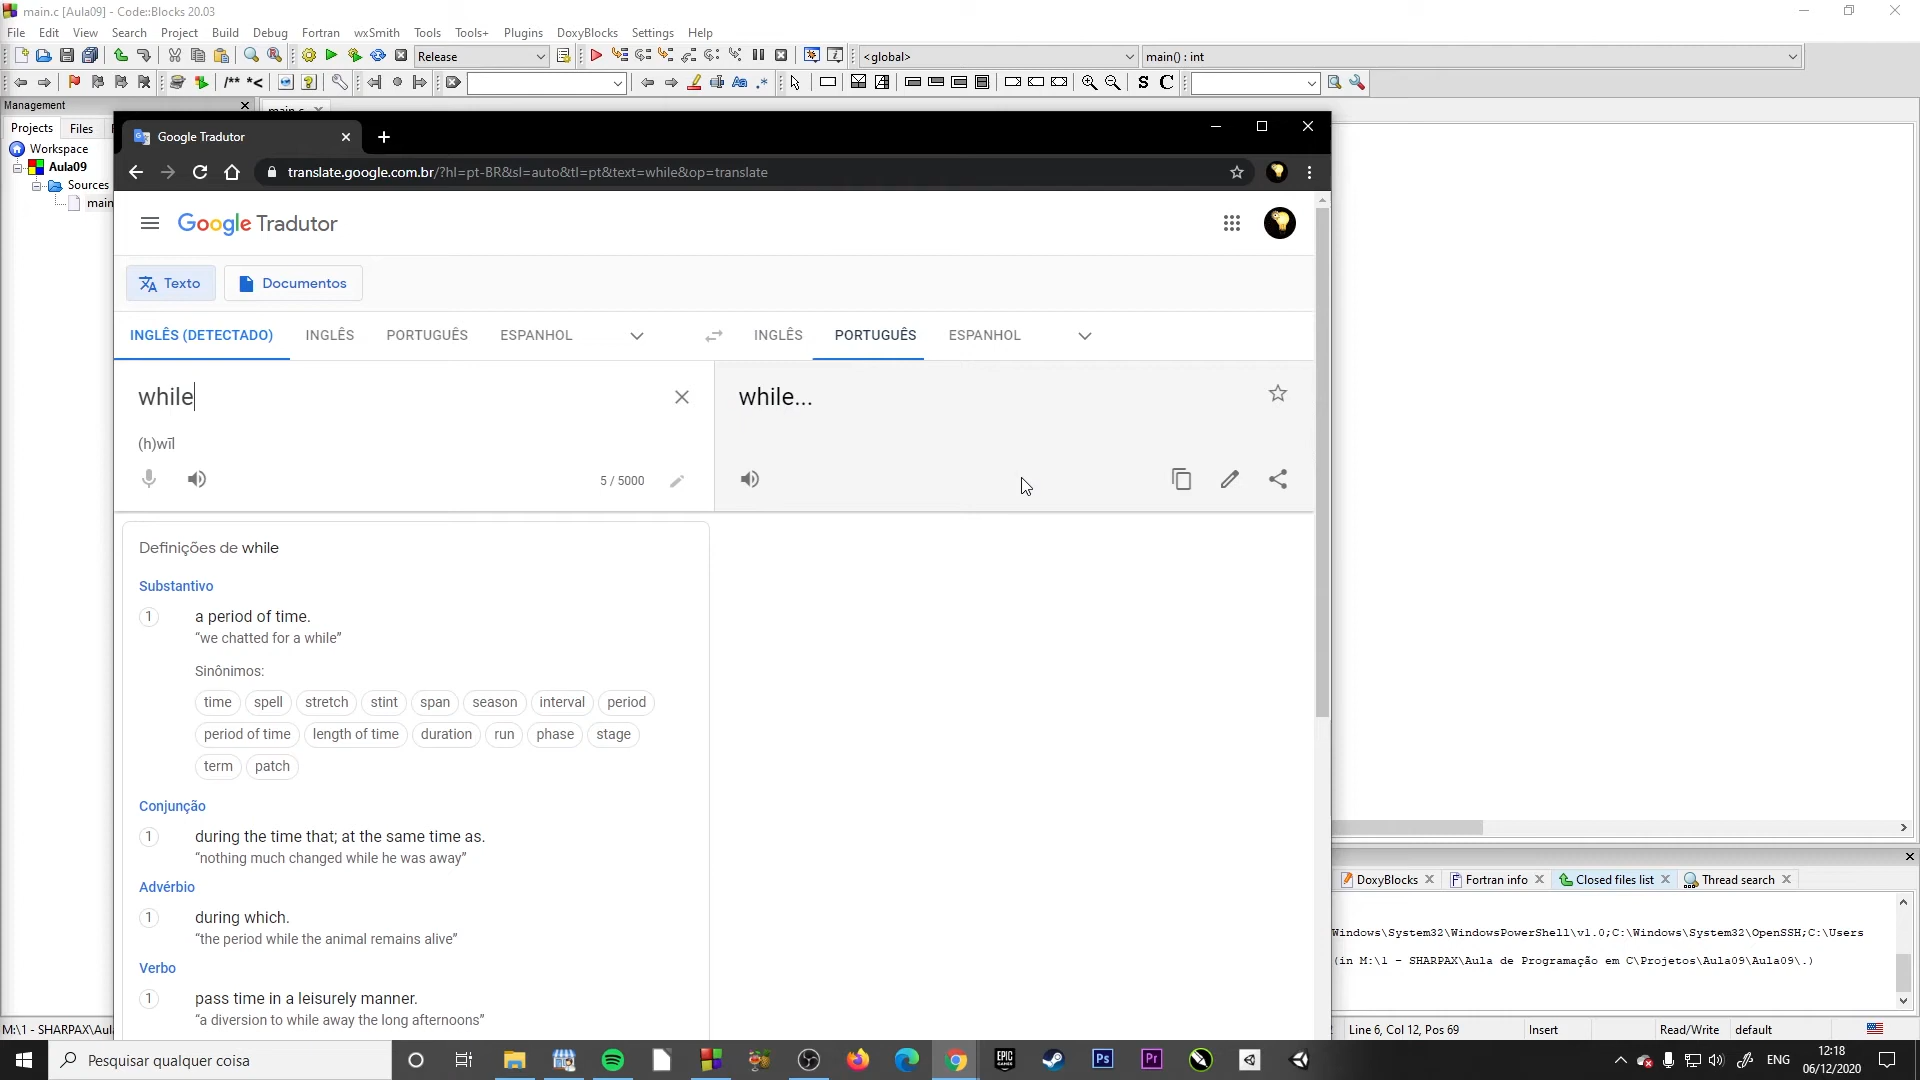 main.c [Aula09] - Code::Blocks 20.03
File Edit View Search Project Build Debug Fortran wxSmith Tools Tools+ Plugins DoxyBlocks Settings Help
Release <global> main() : int
/** *< Aa .* S C
Management
main.c
Projects Files
Workspace
Aula09
Sources
main
Google Tradutor
translate.google.com.br/?hl=pt-BR&sl=auto&tl=pt&text=while&op=translate
Google Tradutor
Texto Documentos
INGLÊS (DETECTADO) INGLÊS PORTUGUÊS ESPANHOL INGLÊS PORTUGUÊS ESPANHOL
while while...
(h)wīl
5 / 5000
Definições de while
Substantivo
1 a period of time.
“we chatted for a while”
Sinônimos:
time spell stretch stint span season interval period
period of time length of time duration run phase stage
term patch
Conjunção
1 during the time that; at the same time as.
“nothing much changed while he was away”
Advérbio
1 during which.
“the period while the animal remains alive”
Verbo
1 pass time in a leisurely manner.
“a diversion to while away the long afternoons”
DoxyBlocks Fortran info Closed files list Thread search
Windows\System32\WindowsPowerShell\v1.0;C:\Windows\System32\OpenSSH;C:\Users
(in M:\1 - SHARPAX\Aula de Programação em C\Projetos\Aula09\Aula09\.)
M:\1 - SHARPAX\Aul Line 6, Col 12, Pos 69 Insert Read/Write default
Pesquisar qualquer coisa
EPIC GAMES Ps Pr
ENG
12:18
06/12/2020